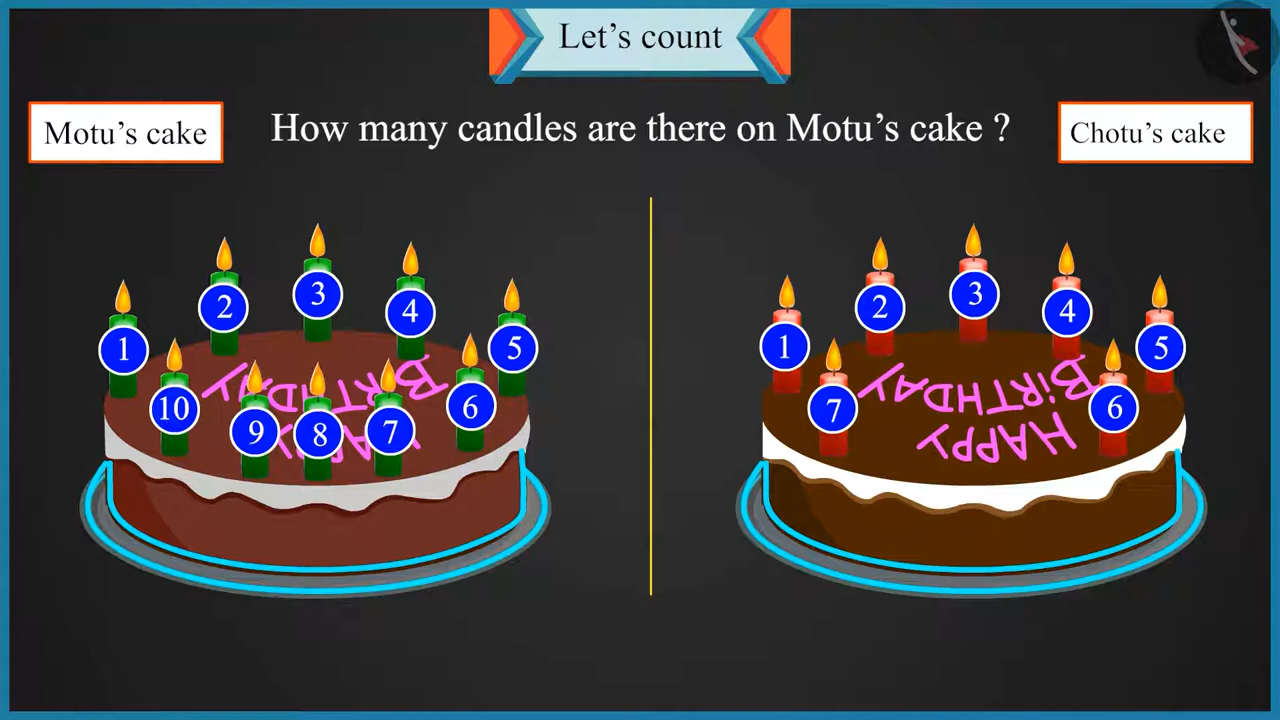 Let's count
Motu's cake
How many candles are there on Motu's cake ?
Chotu's cake
1
2
3
4
5
6
7
8
9
10
BIRTHDAY
HAPPY
1
2
3
4
5
6
7
BiRTHDAY
HAPPY